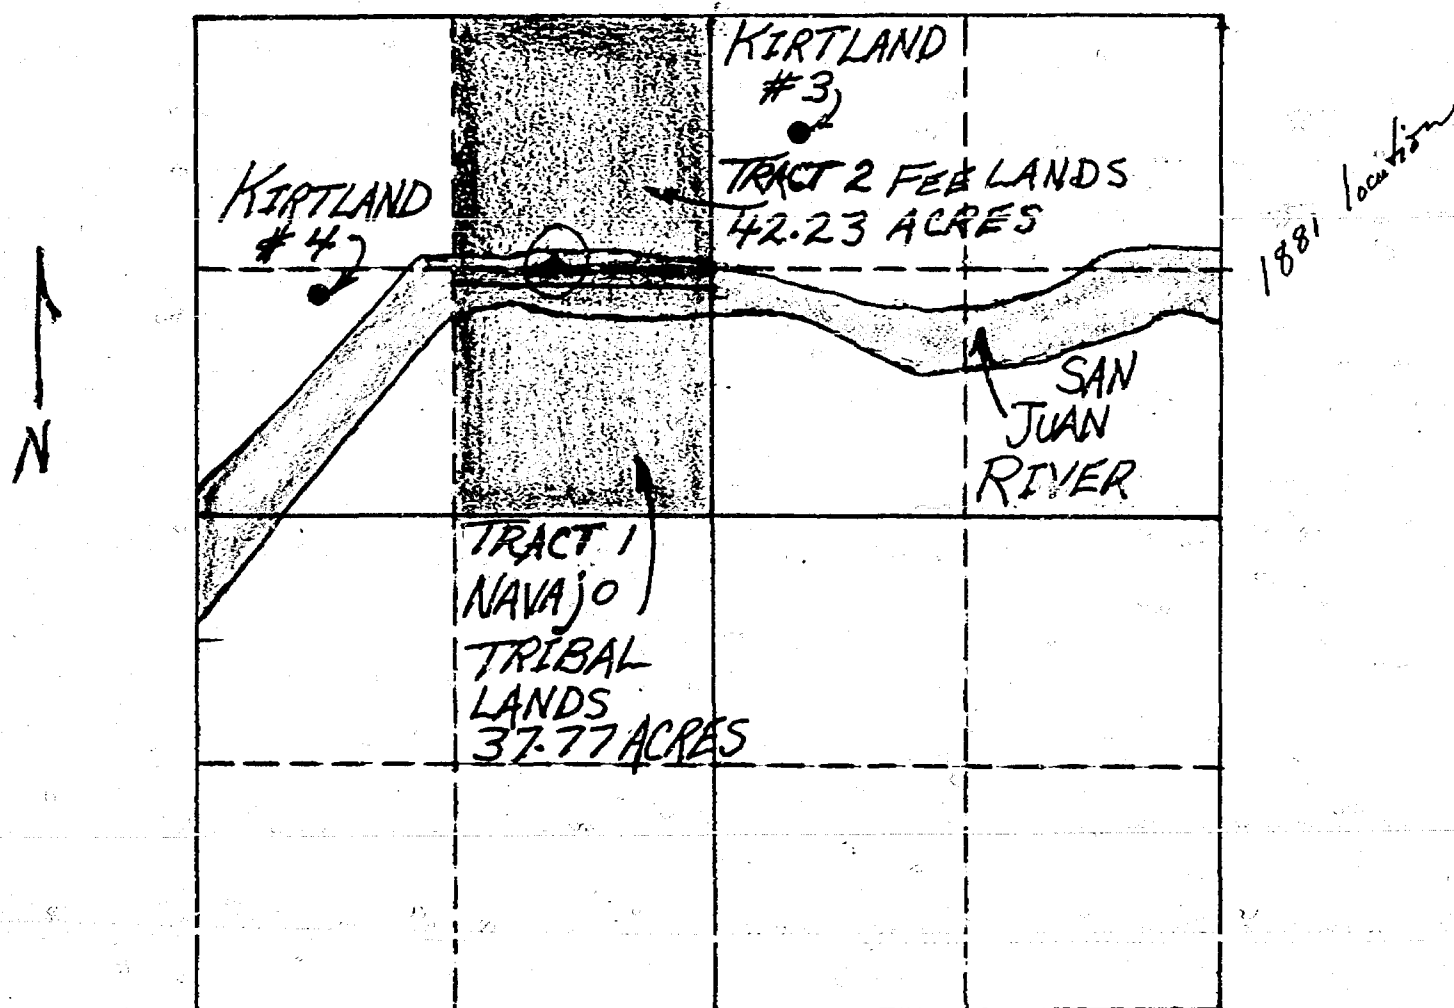 KIRTLAND
#3
TRACT 2 FEE LANDS
42.23 ACRES
KIRTLAND
#4
1881 location
N
SAN
JUAN
RIVER
TRACT 1
NAVAjO
TRIBAL
LANDS
37.77 ACRES